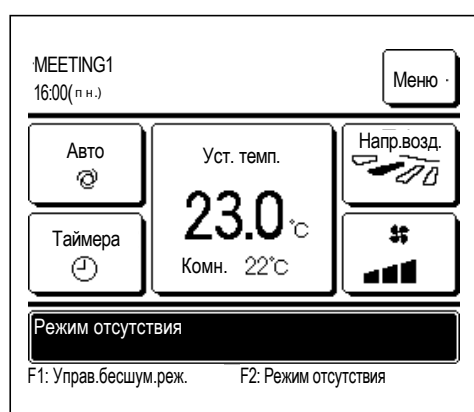 MEETING1
16:00(пн.)
Меню
Авто
Уст. темп.
Напр.возд.
23.0°C
Таймера
Комн. 22°C
Режим отсутствия
F1: Управ.бесшум.реж. F2: Режим отсутствия